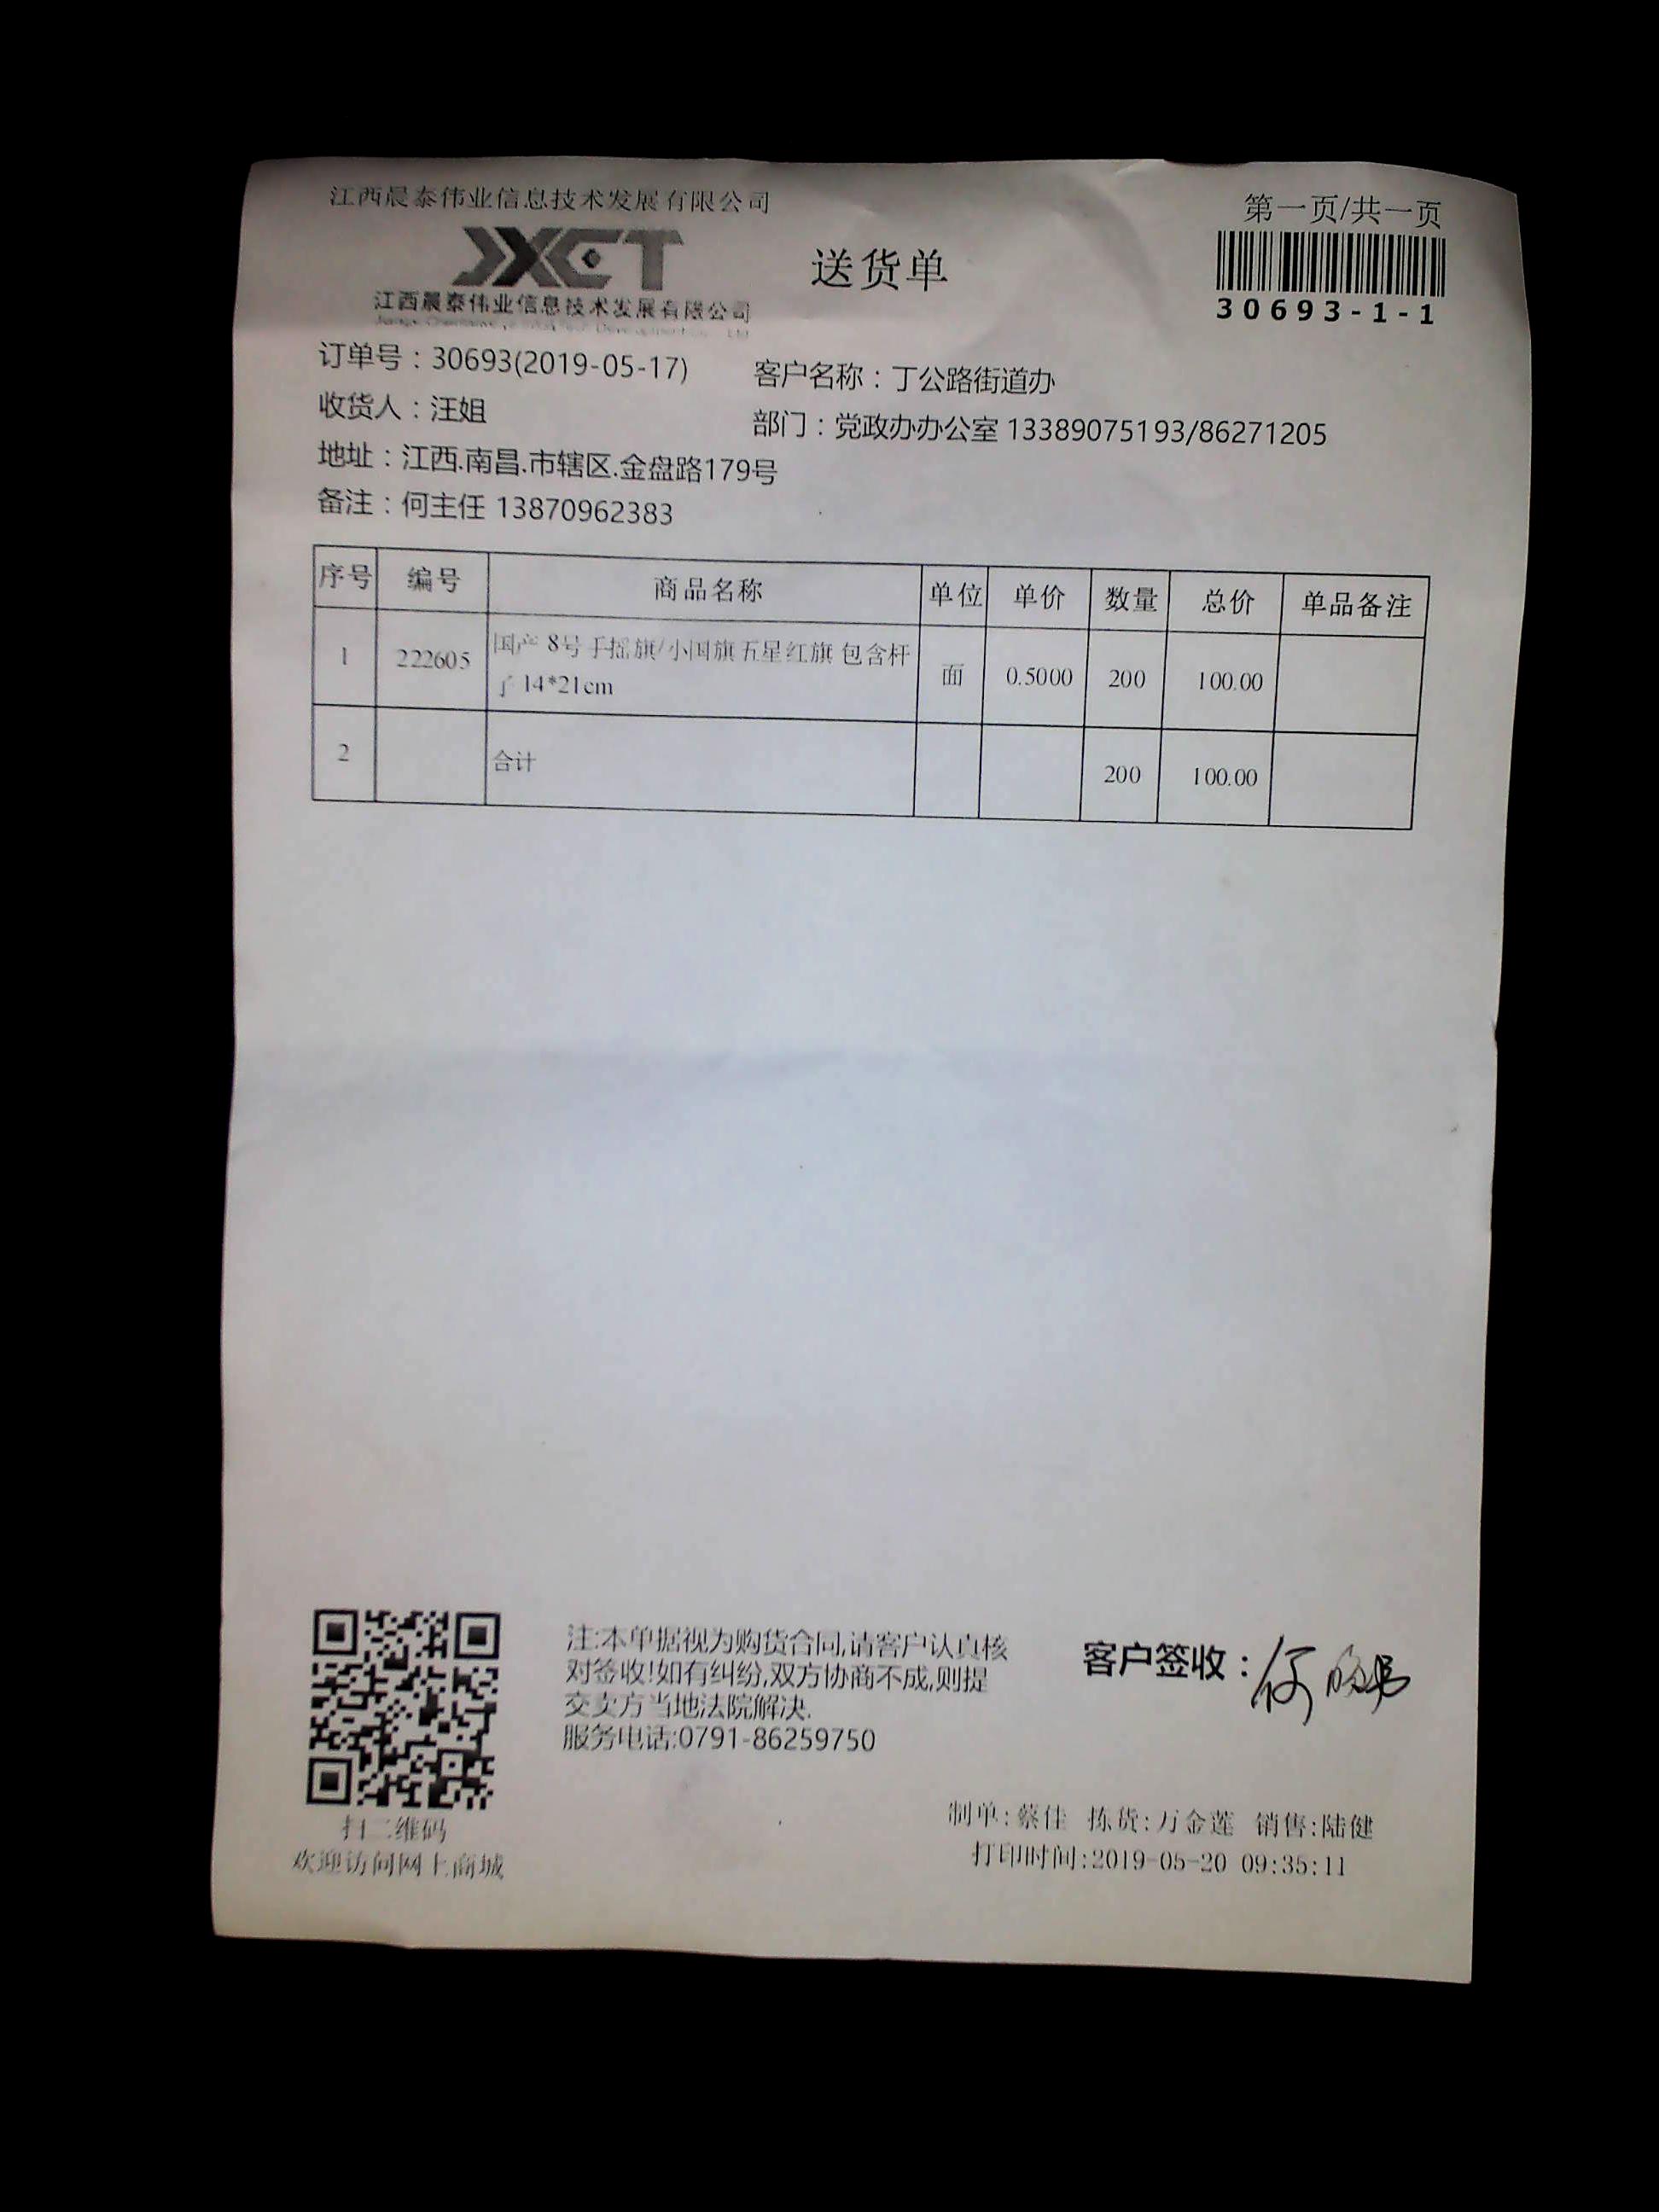 江西晨泰伟业信息技术发展有限公司
第一页/共一页
JXCT
送货单
江西晨泰伟业信息技术发展有限公司
30693-1-1
订单号：30693(2019-05-17)
客户名称：丁公路街道办
收货人：汪姐
部门：党政办办公室 13389075193/86271205
地址：江西.南昌.市辖区.金盘路179号
备注：何主任 13870962383
序号 编号 商品名称 单位 单价 数量 总价 单品备注
1 222605 国产 8号 手摇旗/小国旗 五星红旗 包含杆子 14*21cm 面 0.5000 200 100.00
2 合计 200 100.00
注:本单据视为购货合同,请客户认真核
对签收!如有纠纷,双方协商不成,则提
交卖方当地法院解决.
服务电话:0791-86259750
客户签收：何
扫二维码
欢迎访问网上商城
制单:蔡佳 拣货:万金莲 销售:陆健
打印时间:2019-05-20 09:35:11